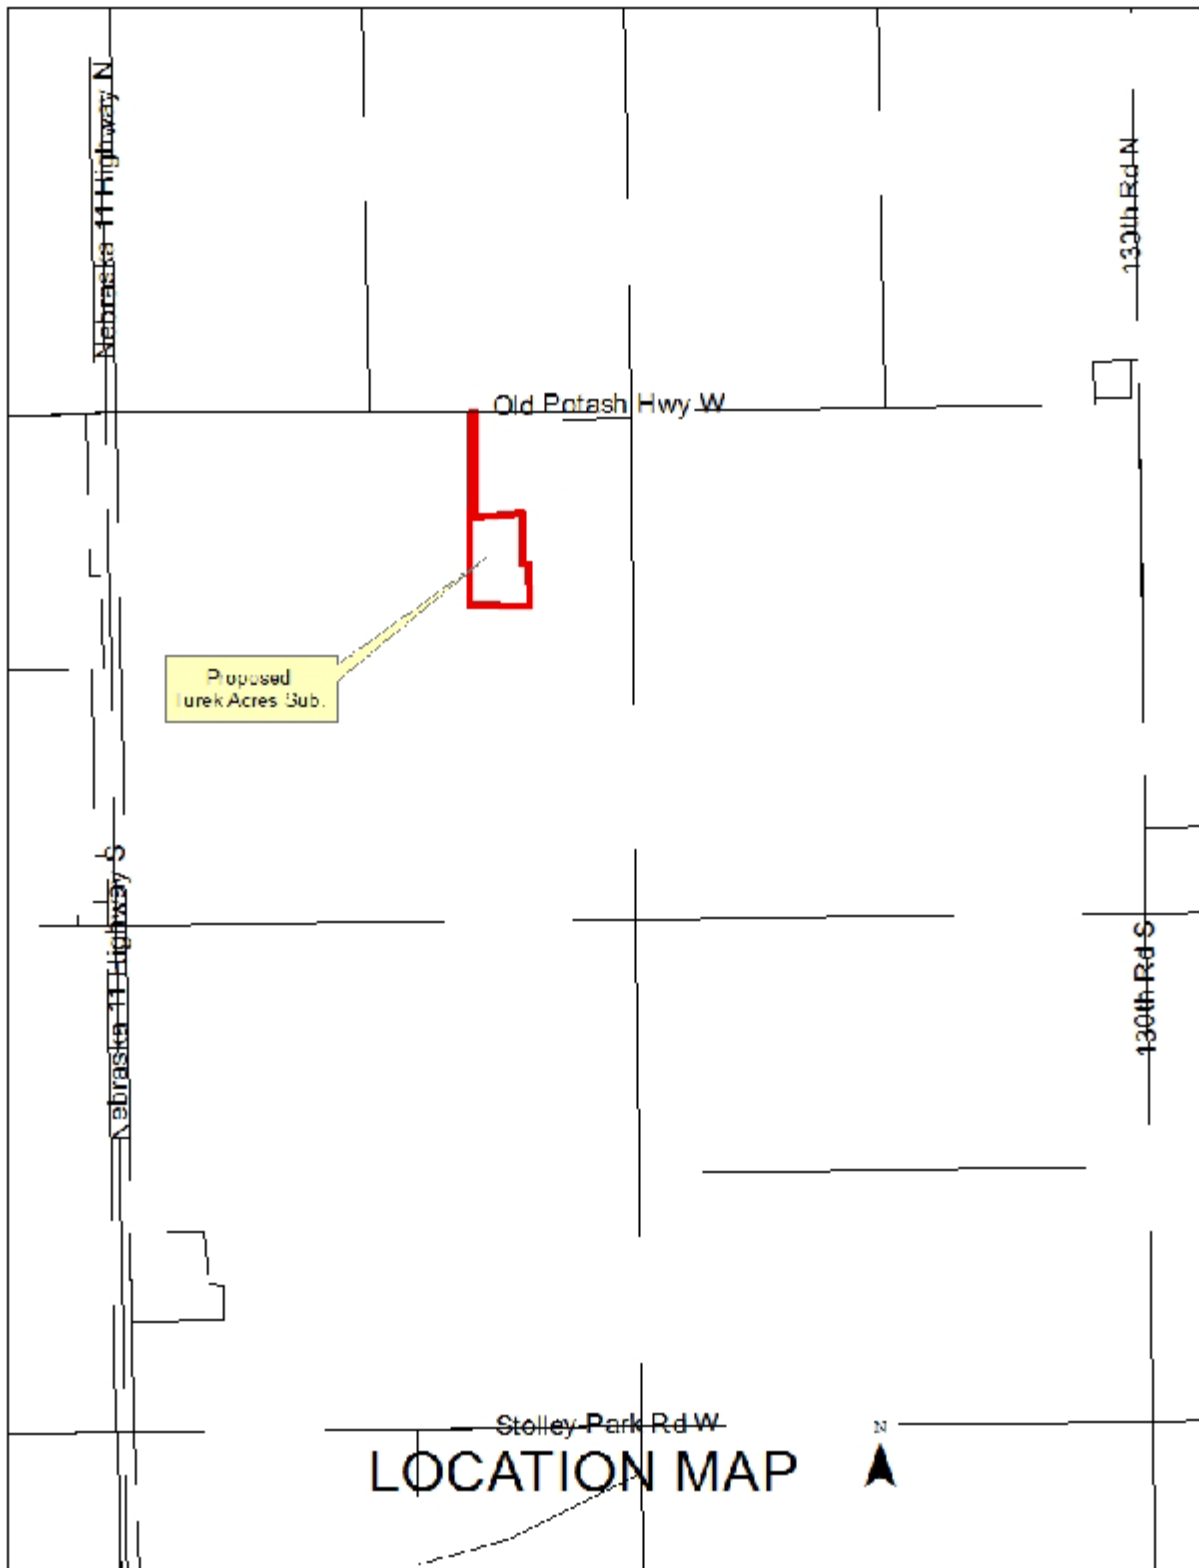 Nebraska 11 Highway N
130th Rd N
Old Potash Hwy W
Proposed
Turek Acres Sub.
Nebraska 11 Highway S
130th Rd S
Stolley Park Rd W
N
LOCATION MAP